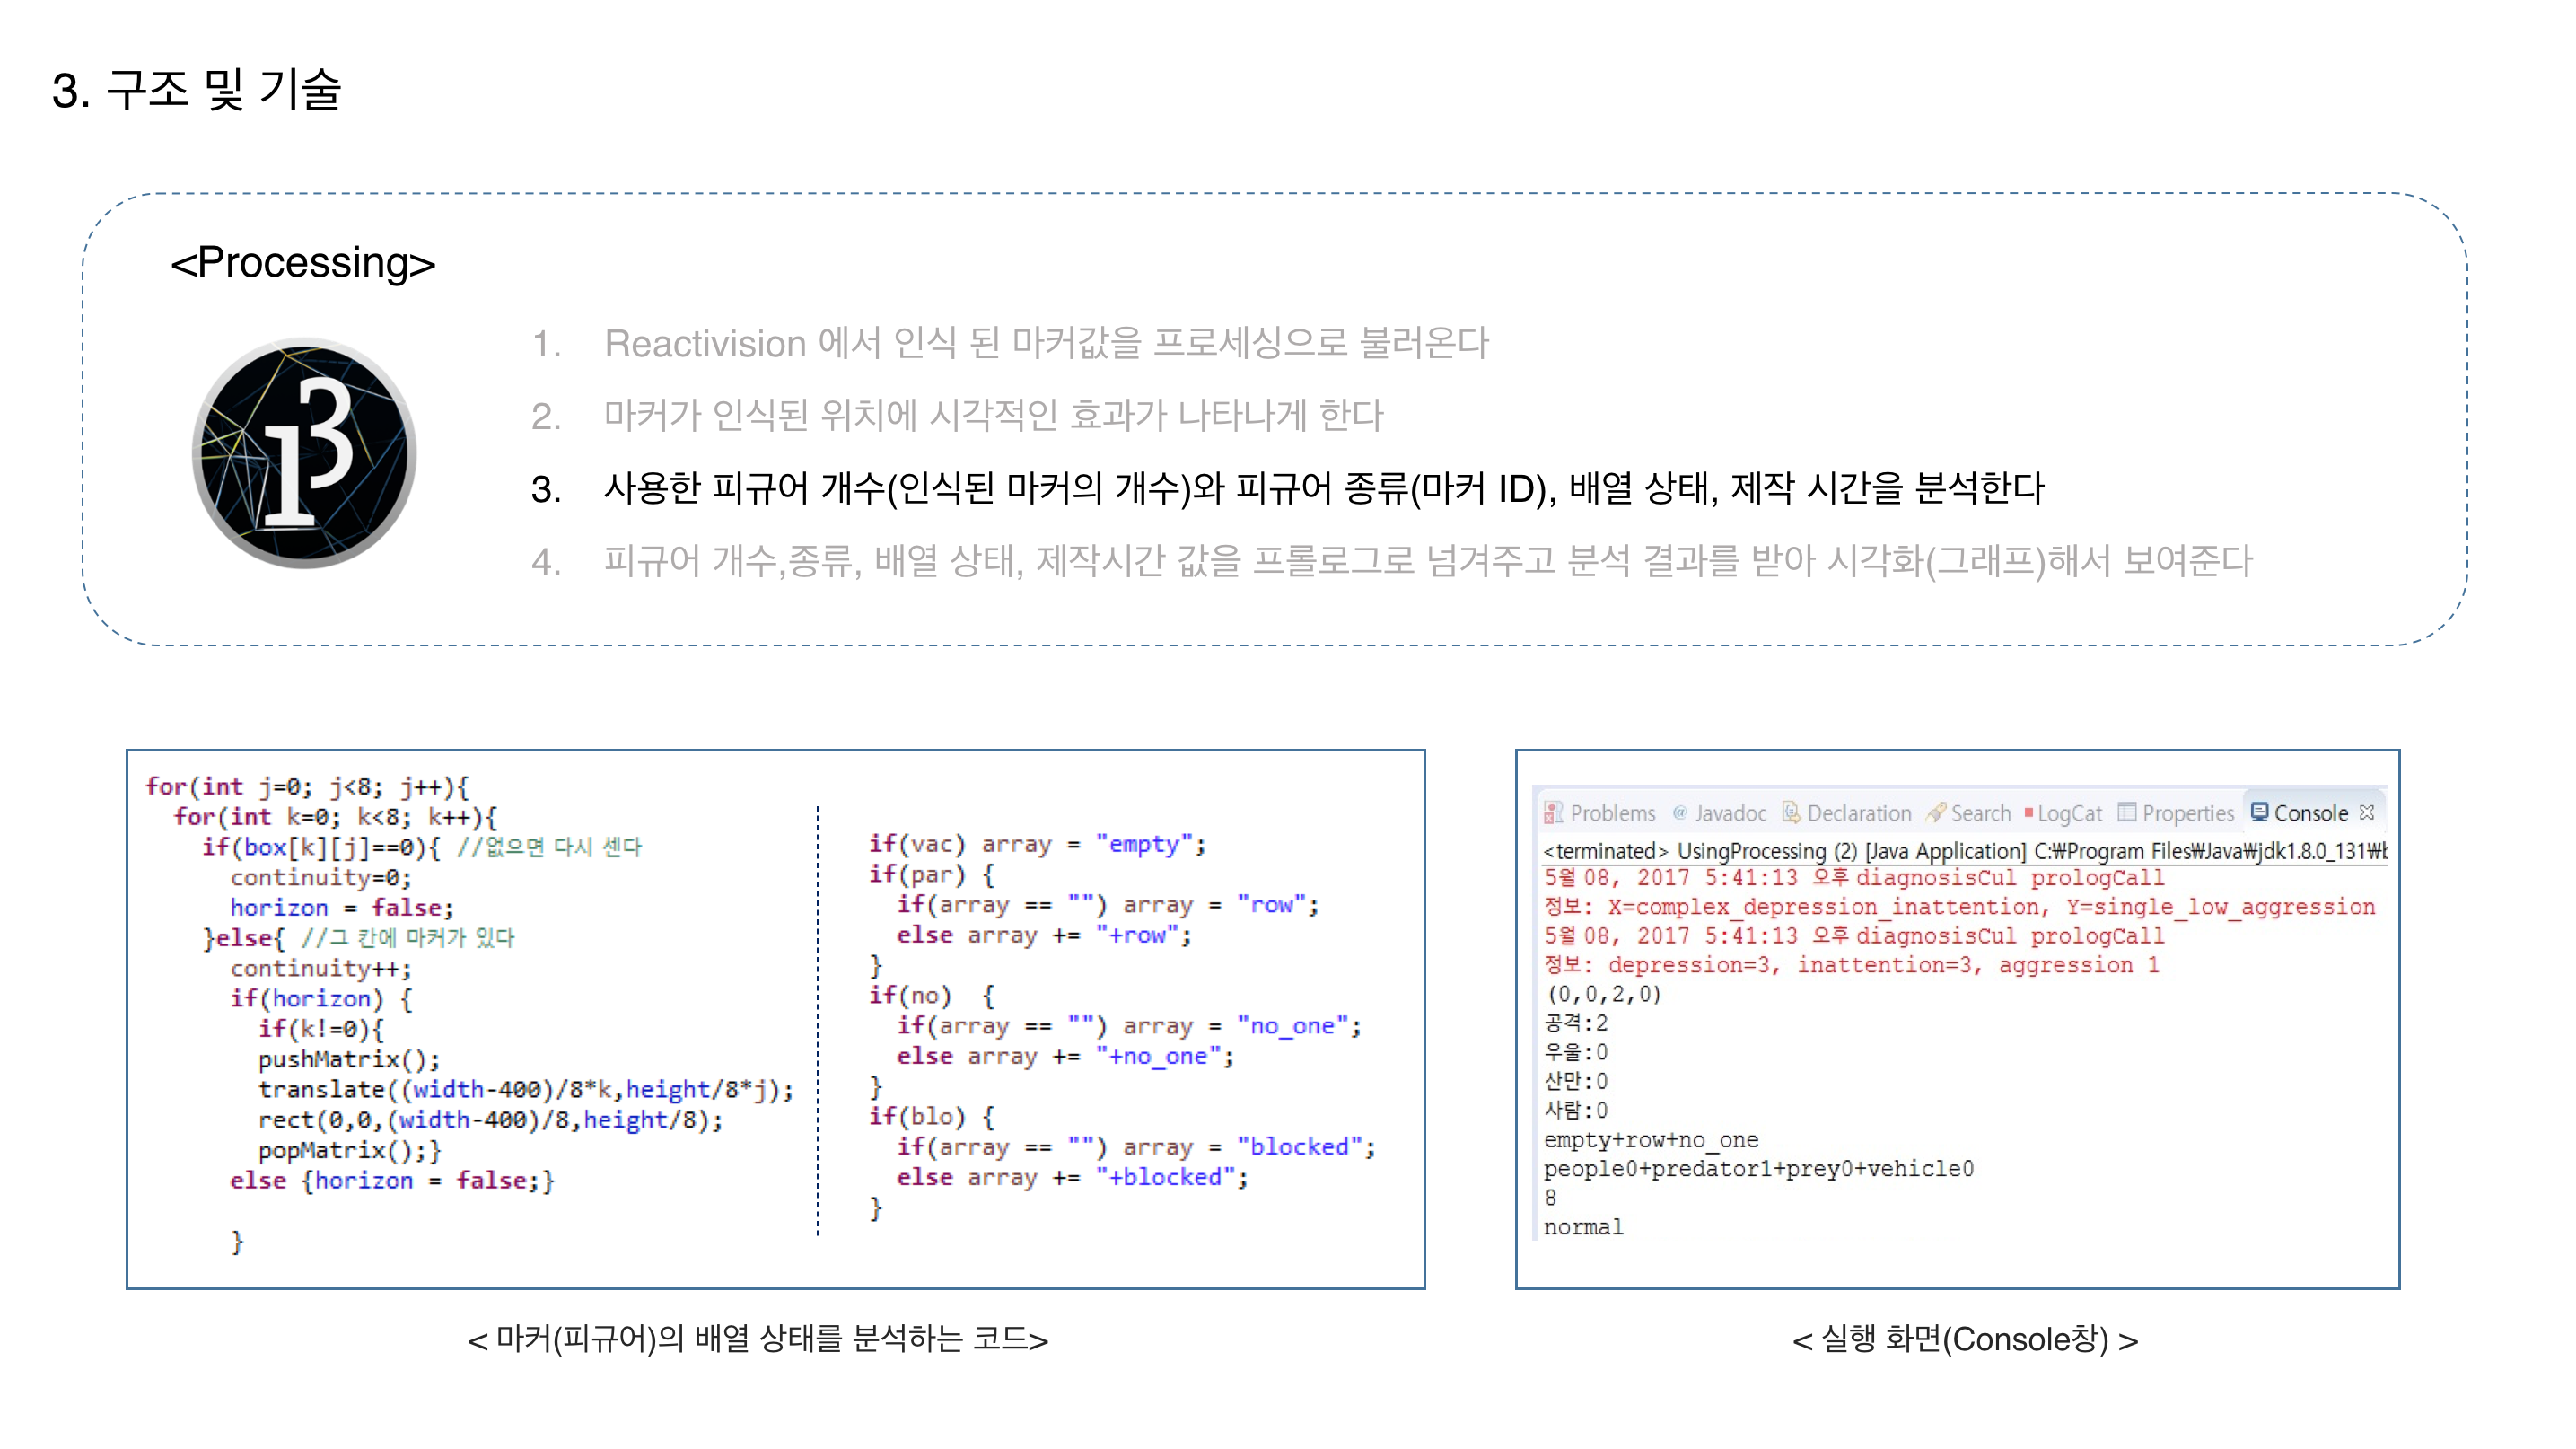 3. 구조 및 기술
<Processing>
1. Reactivision 에서 인식 된 마커값을 프로세싱으로 불러온다
2. 마커가 인식된 위치에 시각적인 효과가 나타나게 한다
3. 사용한 피규어 개수(인식된 마커의 개수)와 피규어 종류(마커 ID), 배열 상태, 제작 시간을 분석한다
4. 피규어 개수,종류, 배열 상태, 제작시간 값을 프롤로그로 넘겨주고 분석 결과를 받아 시각화(그래프)해서 보여준다
for(int j=0; j<8; j++){
for(int k=0; k<8; k++){
if(box[k][j]==0){ //없으면 다시 센다
continuity=0;
horizon = false;
}else{ //그 칸에 마커가 있다
continuity++;
if(horizon) {
if(k!=0){
pushMatrix();
translate((width-400)/8*k,height/8*j);
rect(0,0,(width-400)/8,height/8);
popMatrix();}
else {horizon = false;}
}
if(vac) array = "empty";
if(par) {
if(array == "") array = "row";
else array += "+row";
}
if(no) {
if(array == "") array = "no_one";
else array += "+no_one";
}
if(blo) {
if(array == "") array = "blocked";
else array += "+blocked";
}
< 마커(피규어)의 배열 상태를 분석하는 코드>
Problems @ Javadoc Declaration Search LogCat Properties Console
<terminated> UsingProcessing (2) [Java Application] C:₩Program Files₩Java₩jdk1.8.0_131₩b
5월 08, 2017 5:41:13 오후 diagnosisCul prologCall
정보: X=complex_depression_inattention, Y=single_low_aggression
5월 08, 2017 5:41:13 오후 diagnosisCul prologCall
정보: depression=3, inattention=3, aggression 1
(0,0,2,0)
공격:2
우울:0
산만:0
사람:0
empty+row+no_one
people0+predator1+prey0+vehicle0
8
normal
< 실행 화면(Console창) >